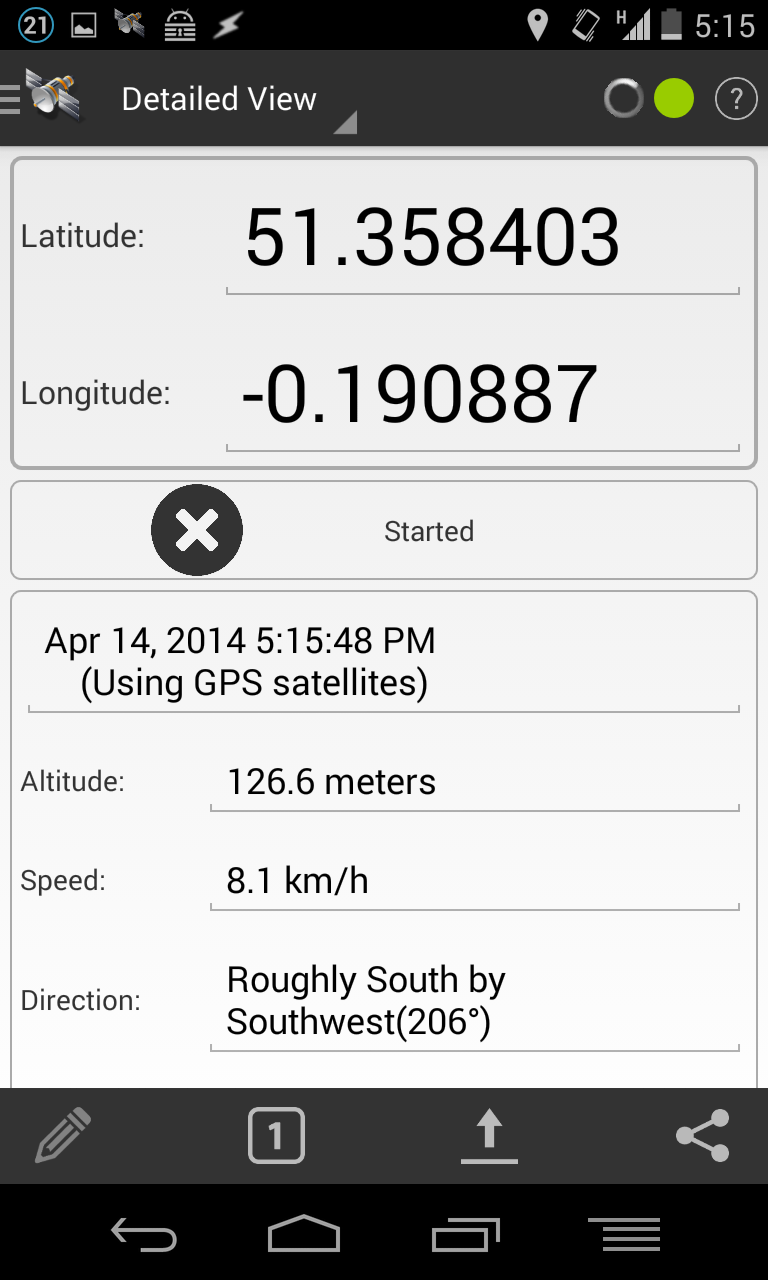 21
H
5:15
Detailed View
?
Latitude:
51.358403
Longitude:
-0.190887
Started
Apr 14, 2014 5:15:48 PM
(Using GPS satellites)
Altitude:
126.6 meters
Speed:
8.1 km/h
Direction:
Roughly South by
Southwest(206°)
1